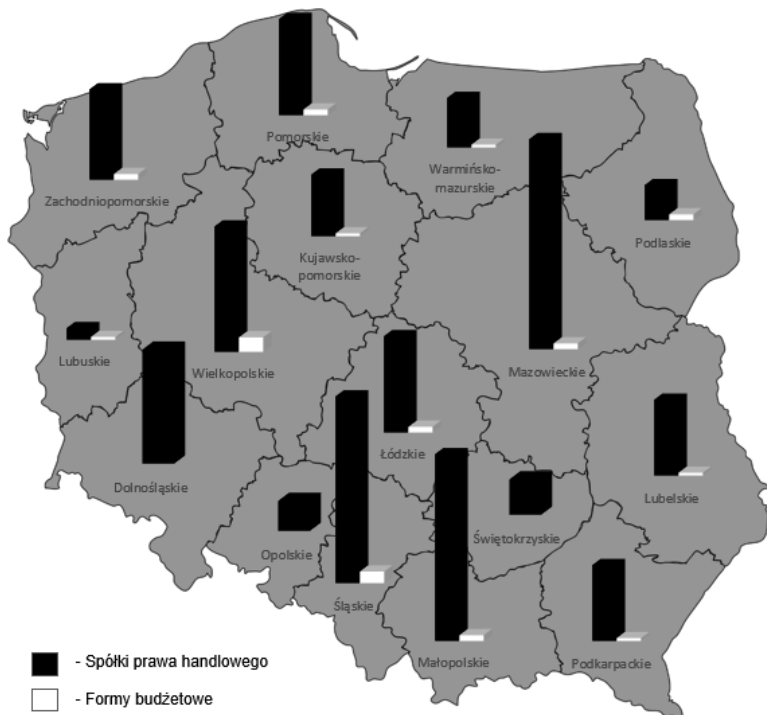 Pomorskie
Warmińsko-
mazurskie
Zachodniopomorskie
Podlaskie
Kujawsko-
pomorskie
Lubuskie
Wielkopolskie
Mazowieckie
Łódzkie
Dolnośląskie
Lubelskie
Opolskie
Świętokrzyskie
Śląskie
Małopolskie
Podkarpackie
- Spółki prawa handlowego
- Formy budżetowe